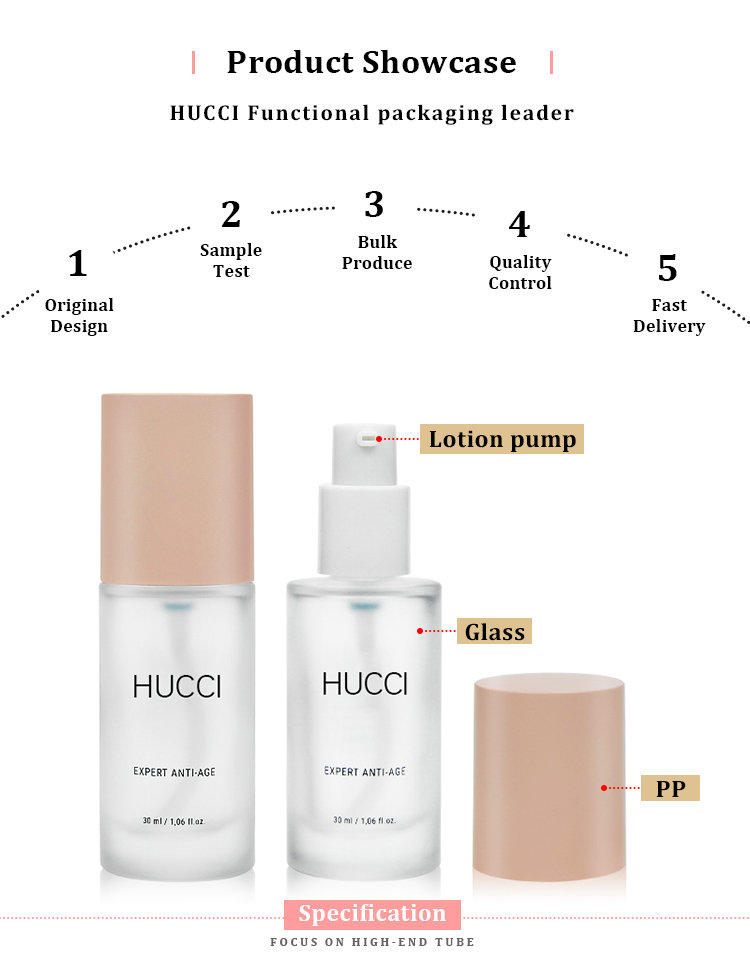 Product Showcase
HUCCI Functional packaging leader
1
Original
Design
2
Sample
Test
3
Bulk
Produce
4
Quality
Control
5
Fast
Delivery
Lotion pump
Glass
PP
HUCCI
EXPERT ANTI-AGE
30 ml / 1,06 fl.oz.
HUCCI
EXPERT ANTI-AGE
30 ml / 1,06 fl.oz.
Specification
FOCUS ON HIGH-END TUBE